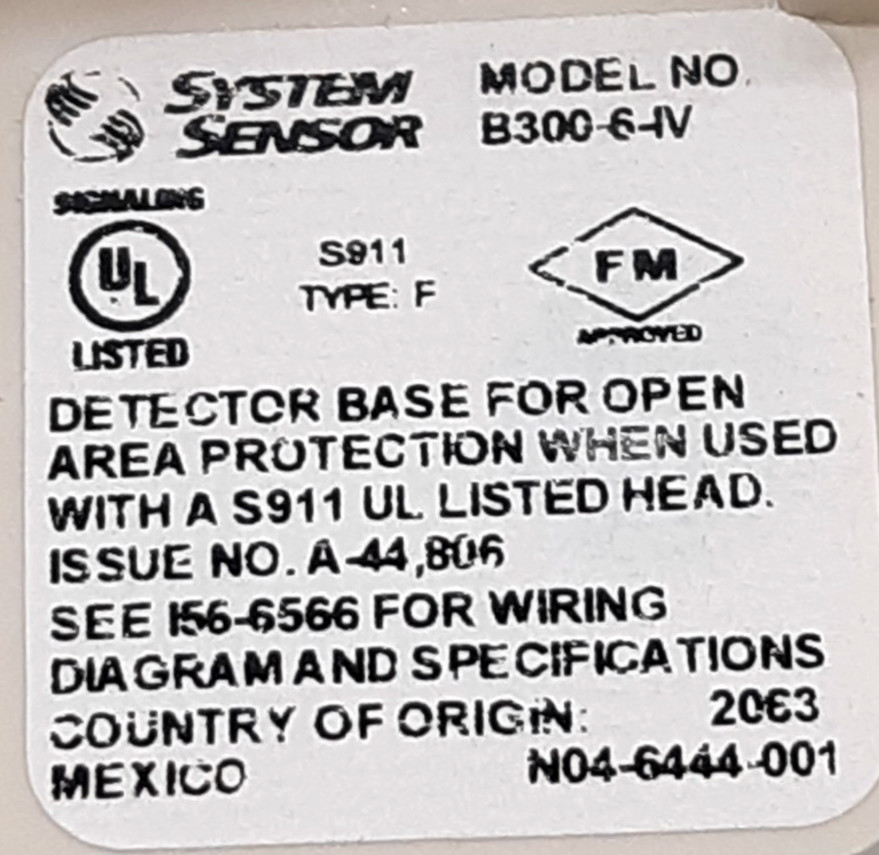 SYSTEM
SENSOR
MODEL NO.
B300-6-IV
SIGNALING
UL
LISTED
S911
TYPE: F
FM
APPROVED
DETECTOR BASE FOR OPEN
AREA PROTECTION WHEN USED
WITH A S911 UL LISTED HEAD.
ISSUE NO. A-44,806
SEE I56-6566 FOR WIRING
DIAGRAM AND SPECIFICATIONS
COUNTRY OF ORIGIN:
MEXICO
N04-6444-001